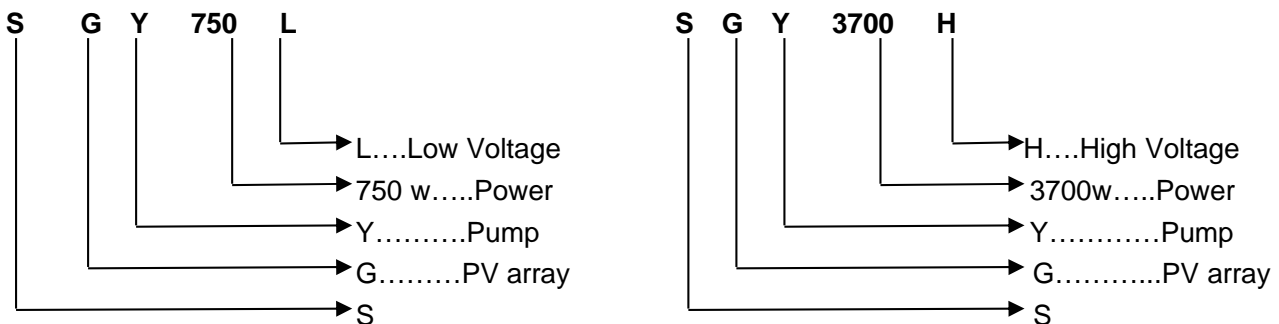 S G Y 750 L
L….Low Voltage
750 w…..Power
Y……….Pump
G………PV array
S
S G Y 3700 H
H….High Voltage
3700w…..Power
Y…………Pump
G………...PV array
S